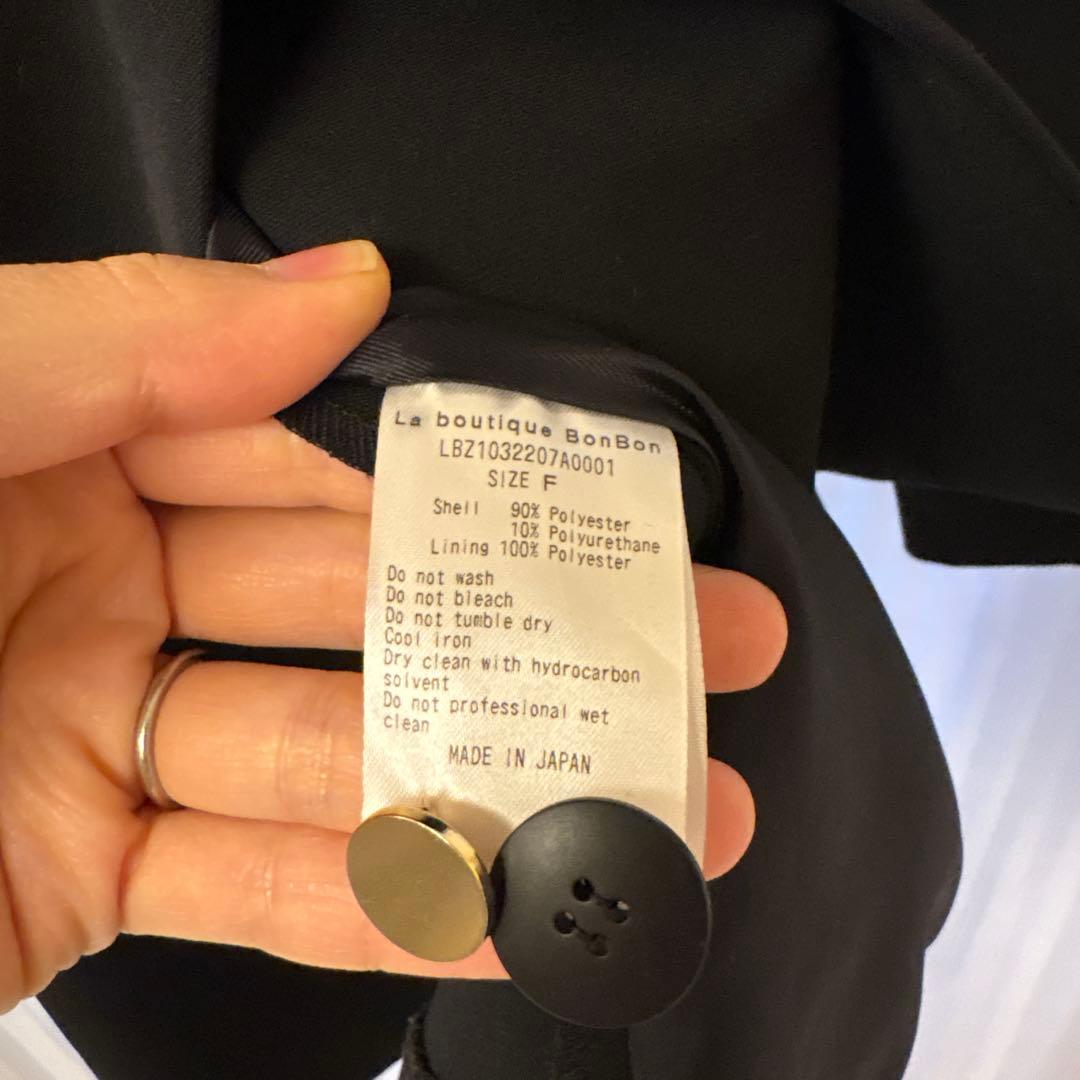 La boutique BonBon
LBZ1032207A0001
SIZE F
Shell 90% Polyester
10% Polyurethane
Lining 100% Polyester
Do not wash
Do not bleach
Do not tumble dry
Cool iron
Dry clean with hydrocarbon
solvent
Do not professional wet
clean
MADE IN JAPAN